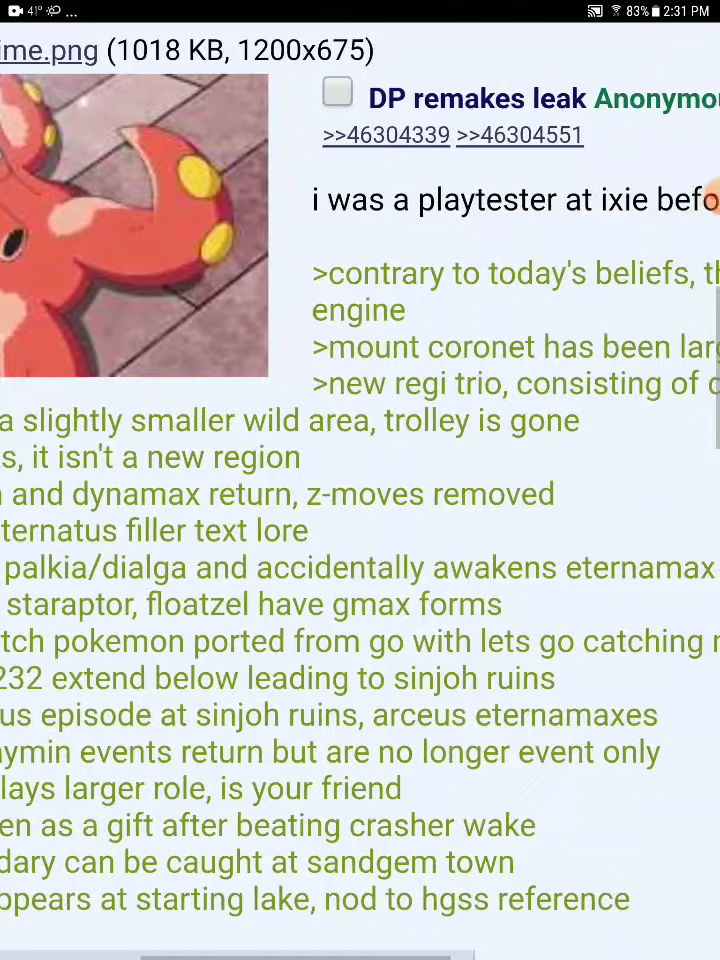 41° ...
83% 2:31 PM
ime.png (1018 KB, 1200x675)
DP remakes leak Anonymou
>>46304339 >>46304551
i was a playtester at ixie befo
>contrary to today's beliefs, th
engine
>mount coronet has been larg
>new regi trio, consisting of
a slightly smaller wild area, trolley is gone
s, it isn't a new region
and dynamax return, z-moves removed
ternatus filler text lore
palkia/dialga and accidentally awakens eternamax
staraptor, floatzel have gmax forms
tch pokemon ported from go with lets go catching
232 extend below leading to sinjoh ruins
us episode at sinjoh ruins, arceus eternamaxes
aymin events return but are no longer event only
lays larger role, is your friend
en as a gift after beating crasher wake
dary can be caught at sandgem town
ppears at starting lake, nod to hgss reference